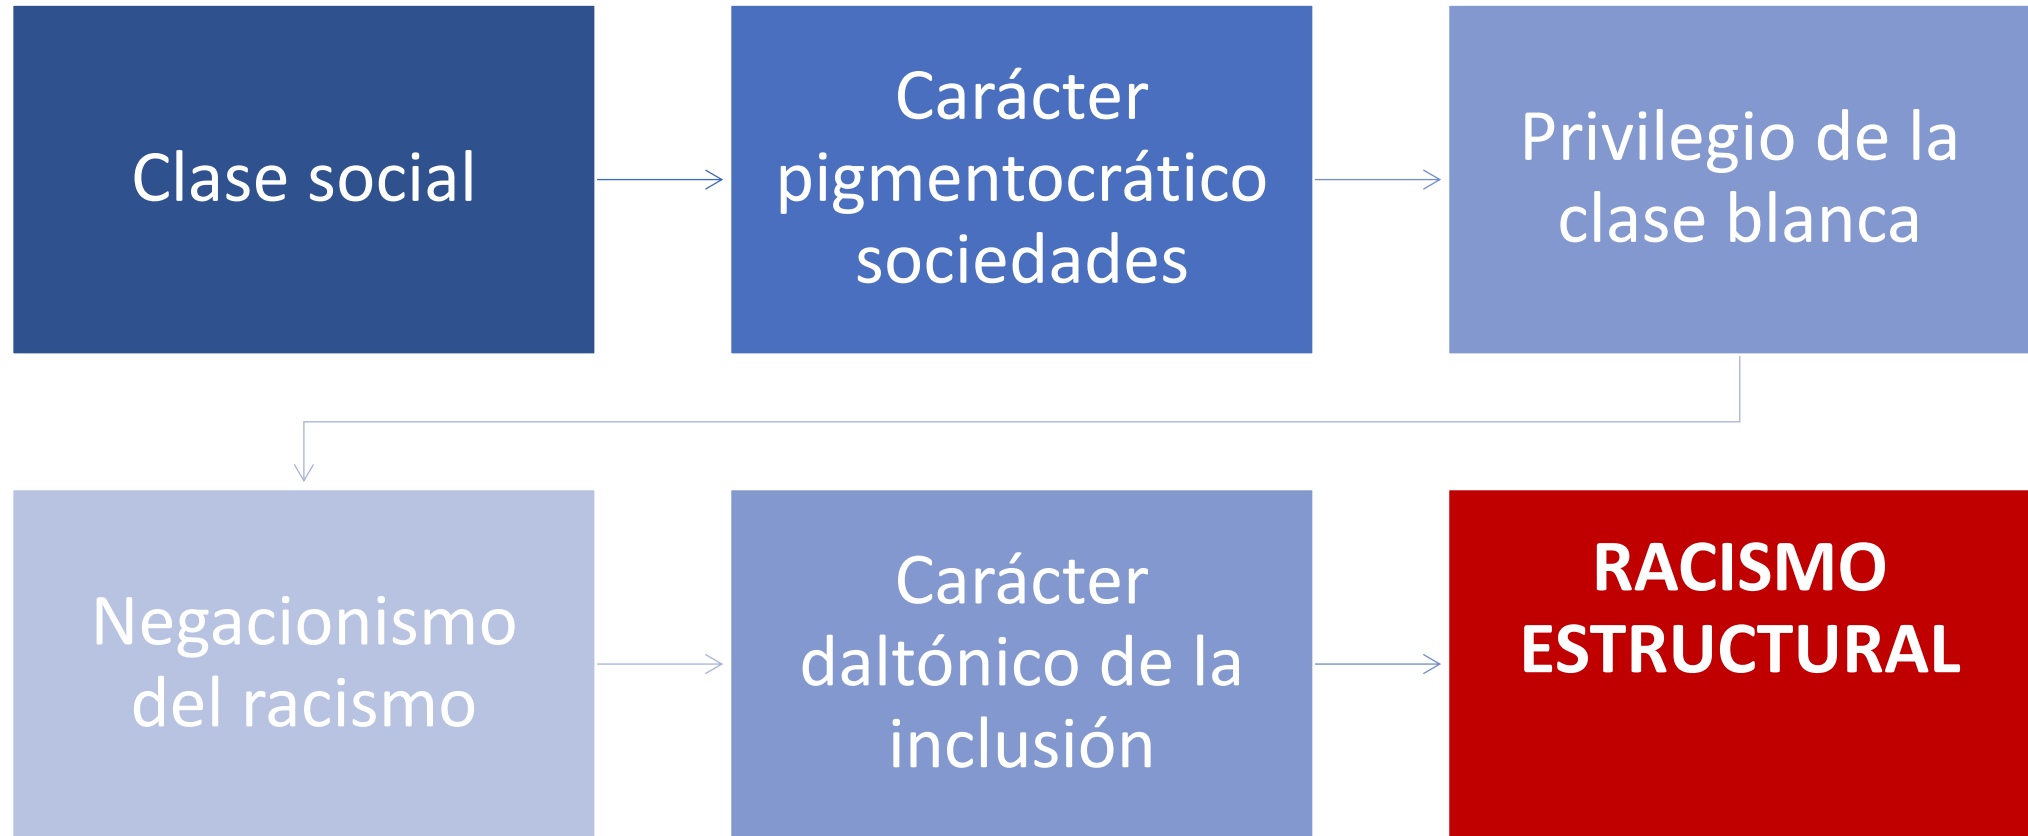 Clase social
Carácter
pigmentocrático
sociedades
Privilegio de la
clase blanca
Negacionismo
del racismo
Carácter
daltónico de la
inclusión
RACISMO
ESTRUCTURAL